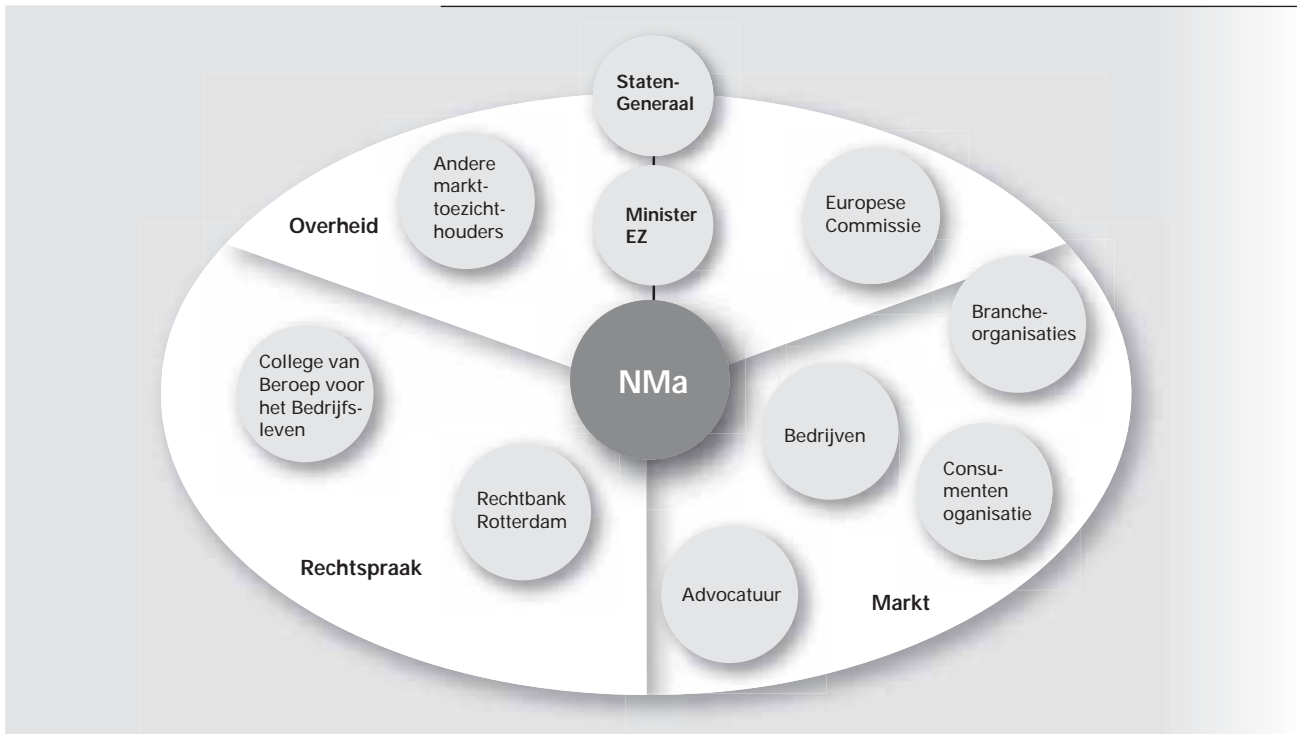 Staten-
Generaal
Andere
markt-
toezicht-
houders
Overheid
Minister
EZ
Europese
Commissie
Branche-
organisaties
College van
Beroep voor
het Bedrijfs-
leven
NMa
Bedrijven
Consu-
menten
oganisatie
Rechtbank
Rotterdam
Rechtspraak
Advocatuur
Markt